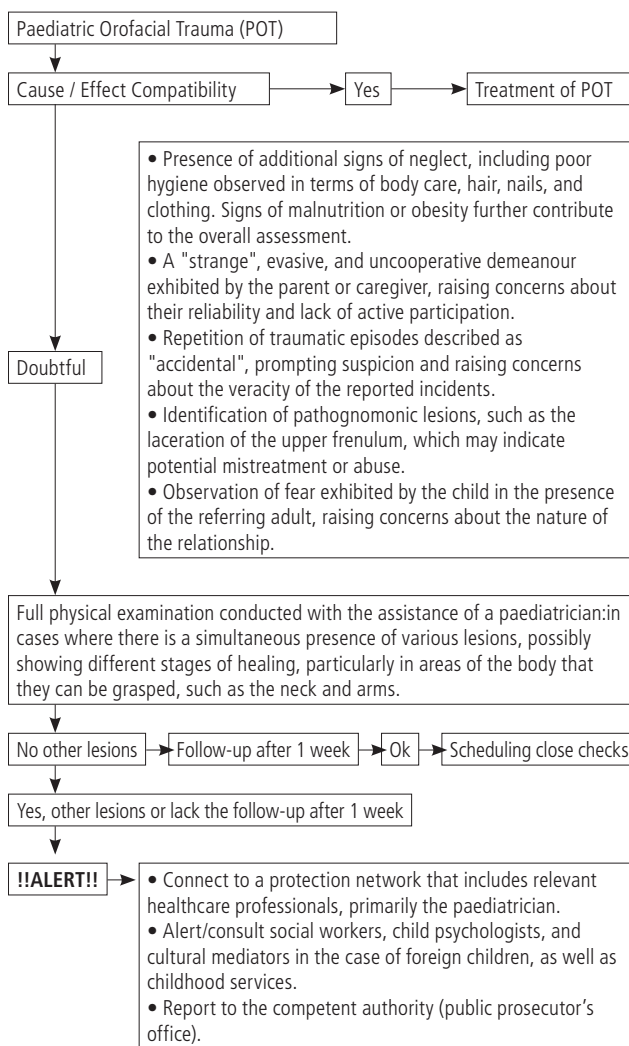 Paediatric Orofacial Trauma (POT)
Cause / Effect Compatibility
Yes
Treatment of POT
• Presence of additional signs of neglect, including poor
hygiene observed in terms of body care, hair, nails, and
clothing. Signs of malnutrition or obesity further contribute
to the overall assessment.
• A "strange", evasive, and uncooperative demeanour
exhibited by the parent or caregiver, raising concerns about
their reliability and lack of active participation.
• Repetition of traumatic episodes described as
"accidental", prompting suspicion and raising concerns
about the veracity of the reported incidents.
• Identification of pathognomonic lesions, such as the
laceration of the upper frenulum, which may indicate
potential mistreatment or abuse.
• Observation of fear exhibited by the child in the presence
of the referring adult, raising concerns about the nature of
the relationship.
Doubtful
Full physical examination conducted with the assistance of a paediatrician:in
cases where there is a simultaneous presence of various lesions, possibly
showing different stages of healing, particularly in areas of the body that
they can be grasped, such as the neck and arms.
No other lesions
Follow-up after 1 week
Ok
Scheduling close checks
Yes, other lesions or lack the follow-up after 1 week
!!ALERT!!
• Connect to a protection network that includes relevant
healthcare professionals, primarily the paediatrician.
• Alert/consult social workers, child psychologists, and
cultural mediators in the case of foreign children, as well as
childhood services.
• Report to the competent authority (public prosecutor's
office).